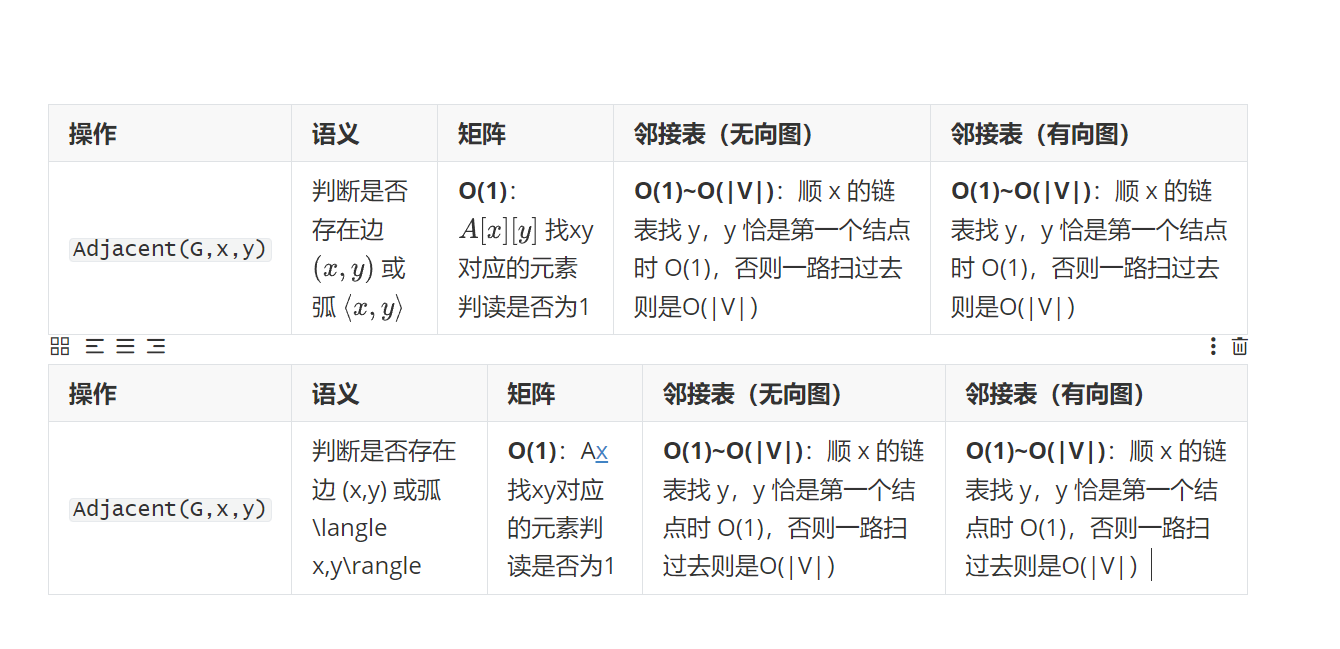 操作 语义 矩阵 邻接表（无向图） 邻接表（有向图）
Adjacent(G,x,y)
判断是否
存在边
(x, y) 或
弧 ⟨x, y⟩
O(1)：
A[x][y] 找xy
对应的元素
判读是否为1
O(1)~O(|V|)：顺 x 的链
表找 y，y 恰是第一个结点
时 O(1)，否则一路扫过去
则是O(|V|)
O(1)~O(|V|)：顺 x 的链
表找 y，y 恰是第一个结点
时 O(1)，否则一路扫过去
则是O(|V|)
操作 语义 矩阵 邻接表（无向图） 邻接表（有向图）
Adjacent(G,x,y)
判断是否存在
边 (x,y) 或弧
\langle
x,y\rangle
O(1)：Ax
找xy对应
的元素判
读是否为1
O(1)~O(|V|)：顺 x 的链
表找 y，y 恰是第一个结
点时 O(1)，否则一路扫
过去则是O(|V|)
O(1)~O(|V|)：顺 x 的链
表找 y，y 恰是第一个结
点时 O(1)，否则一路扫
过去则是O(|V|)